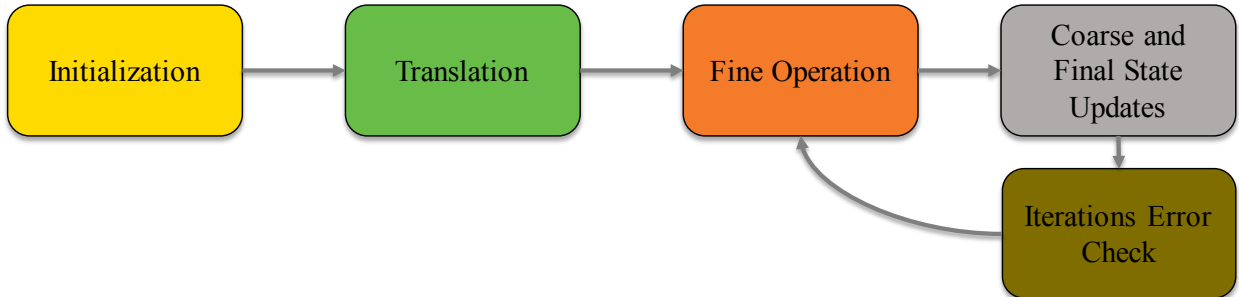 Initialization
Translation
Fine Operation
Coarse and
Final State
Updates
Iterations Error
Check